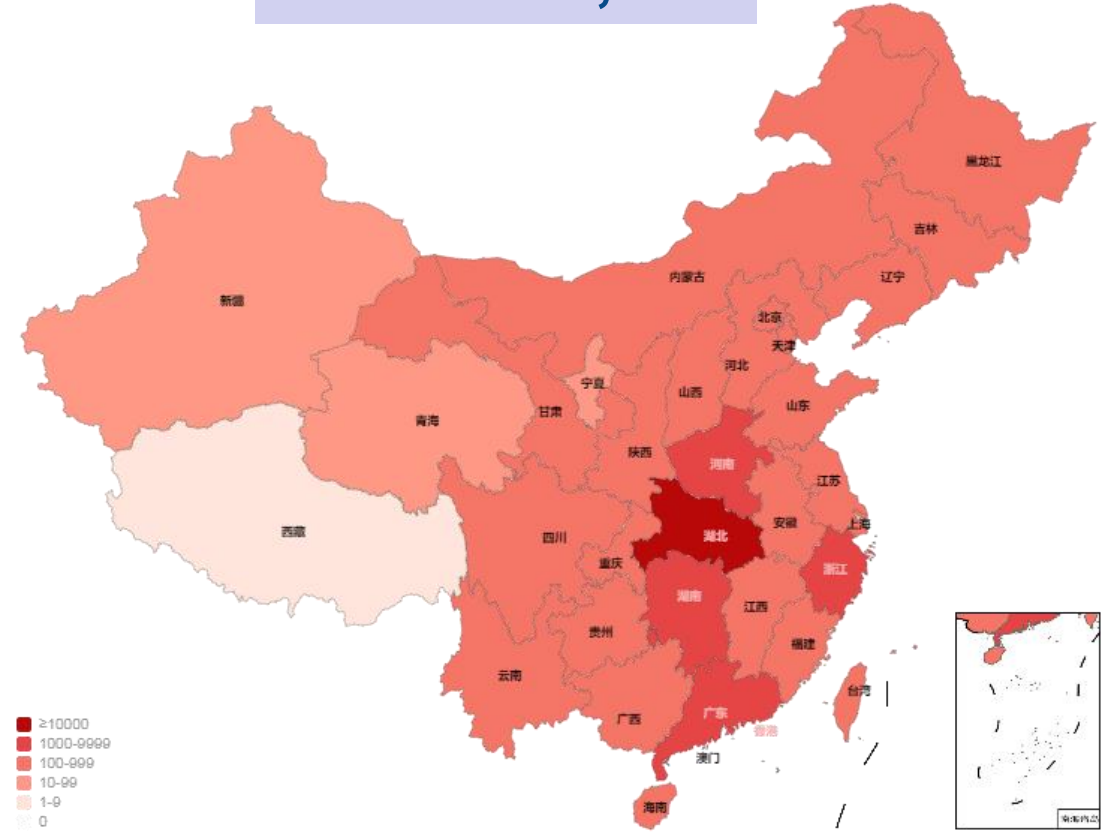 黑龙江
吉林
内蒙古
辽宁
新疆
北京
天津
河北
宁夏
山西
山东
甘肃
青海
陕西
河南
江苏
上海
安徽
西藏
四川
湖北
重庆
浙江
湖南
江西
贵州
福建
云南
台湾
广东
广西
香港
澳门
海南
≥10000
1000-9999
100-999
10-99
1-9
0
南海诸岛